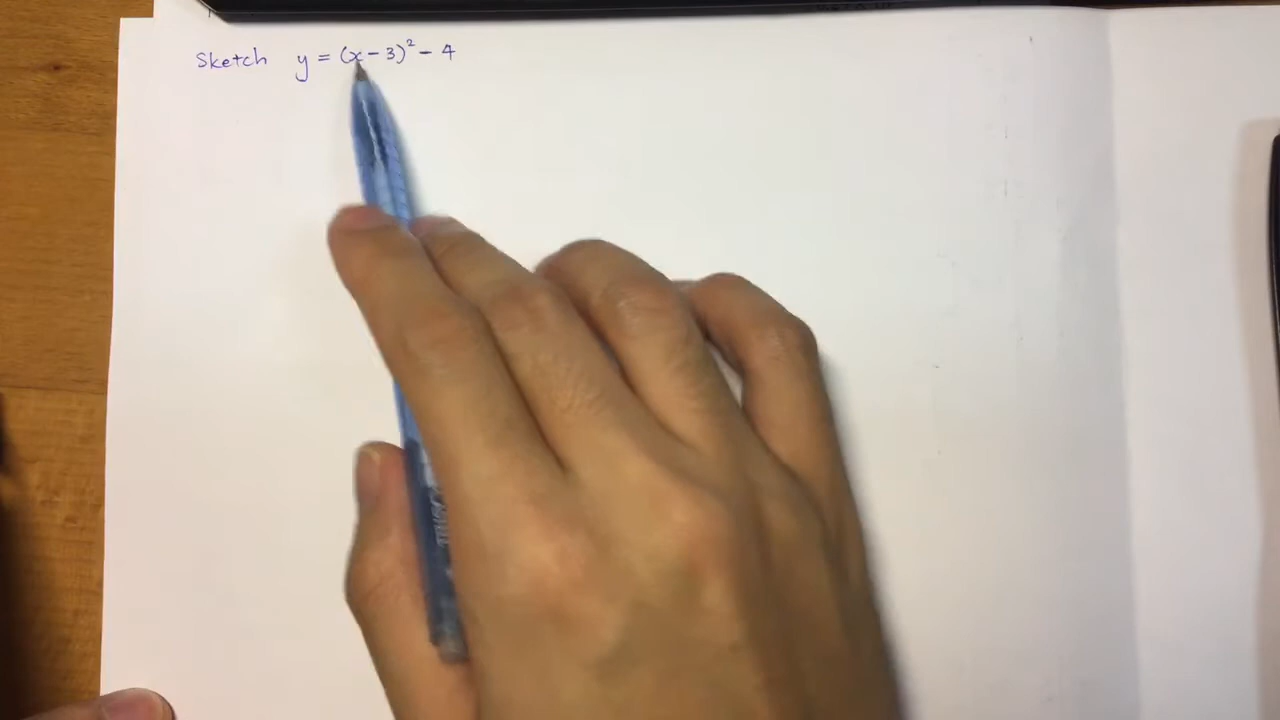 Sketch y = (x - 3)² - 4